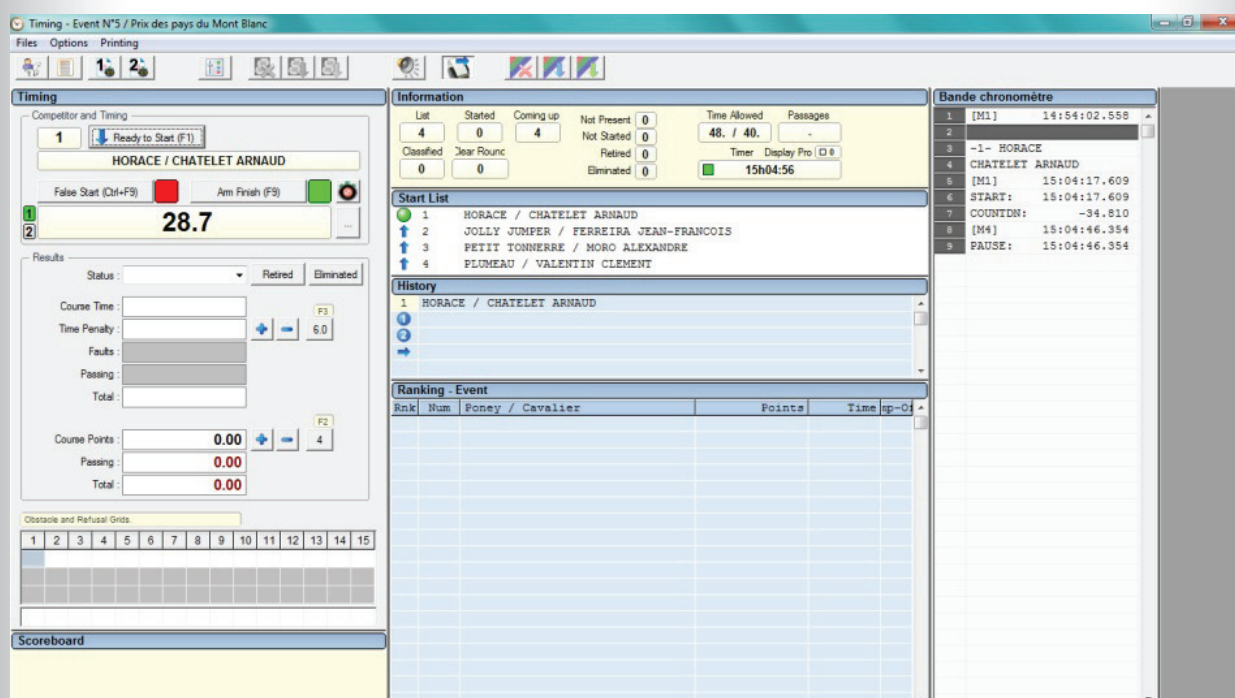 Timing - Event N°5 / Prix des pays du Mont Blanc
Files Options Printing
1 2
Timing
Competitor and Timing
1 Ready to Start (F1)
HORACE / CHATELET ARNAUD
False Start (Ctrl+F9) Arm Finish (F9)
1
2
28.7 ...
Results
Status : Retired Eliminated
Course Time :
F3
Time Penalty : 6.0
Faults :
Passing :
Total :
F2
Course Points : 0.00 4
Passing : 0.00
Total : 0.00
Obstacle and Refusal Grids.
1 2 3 4 5 6 7 8 9 10 11 12 13 14 15
Scoreboard
Information
List Started Coming up
4 0 4
Classified Clear Round
0 0
Not Present 0
Not Started 0
Retired 0
Eliminated 0
Time Allowed Passages
48. / 40. -
Timer Display Pro
15h04:56
Start List
1 HORACE / CHATELET ARNAUD
2 JOLLY JUMPER / FERREIRA JEAN-FRANCOIS
3 PETIT TONNERRE / MORO ALEXANDRE
4 PLUMEAU / VALENTIN CLEMENT
History
1 HORACE / CHATELET ARNAUD
1
2
Ranking - Event
Rnk Num Poney / Cavalier Points Time
Bande chronomètre
1 [M1] 14:54:02.558
2
3 -1- HORACE
4 CHATELET ARNAUD
5 [M1] 15:04:17.609
6 START: 15:04:17.609
7 COUNTDN: -34.810
8 [M4] 15:04:46.354
9 PAUSE: 15:04:46.354